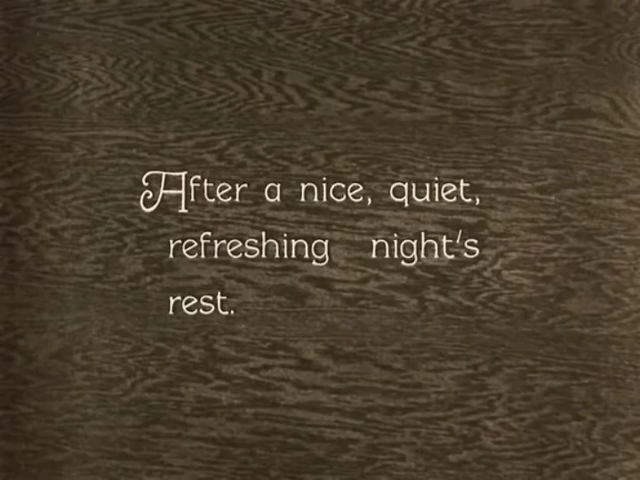 After a nice, quiet,
refreshing night's
rest.